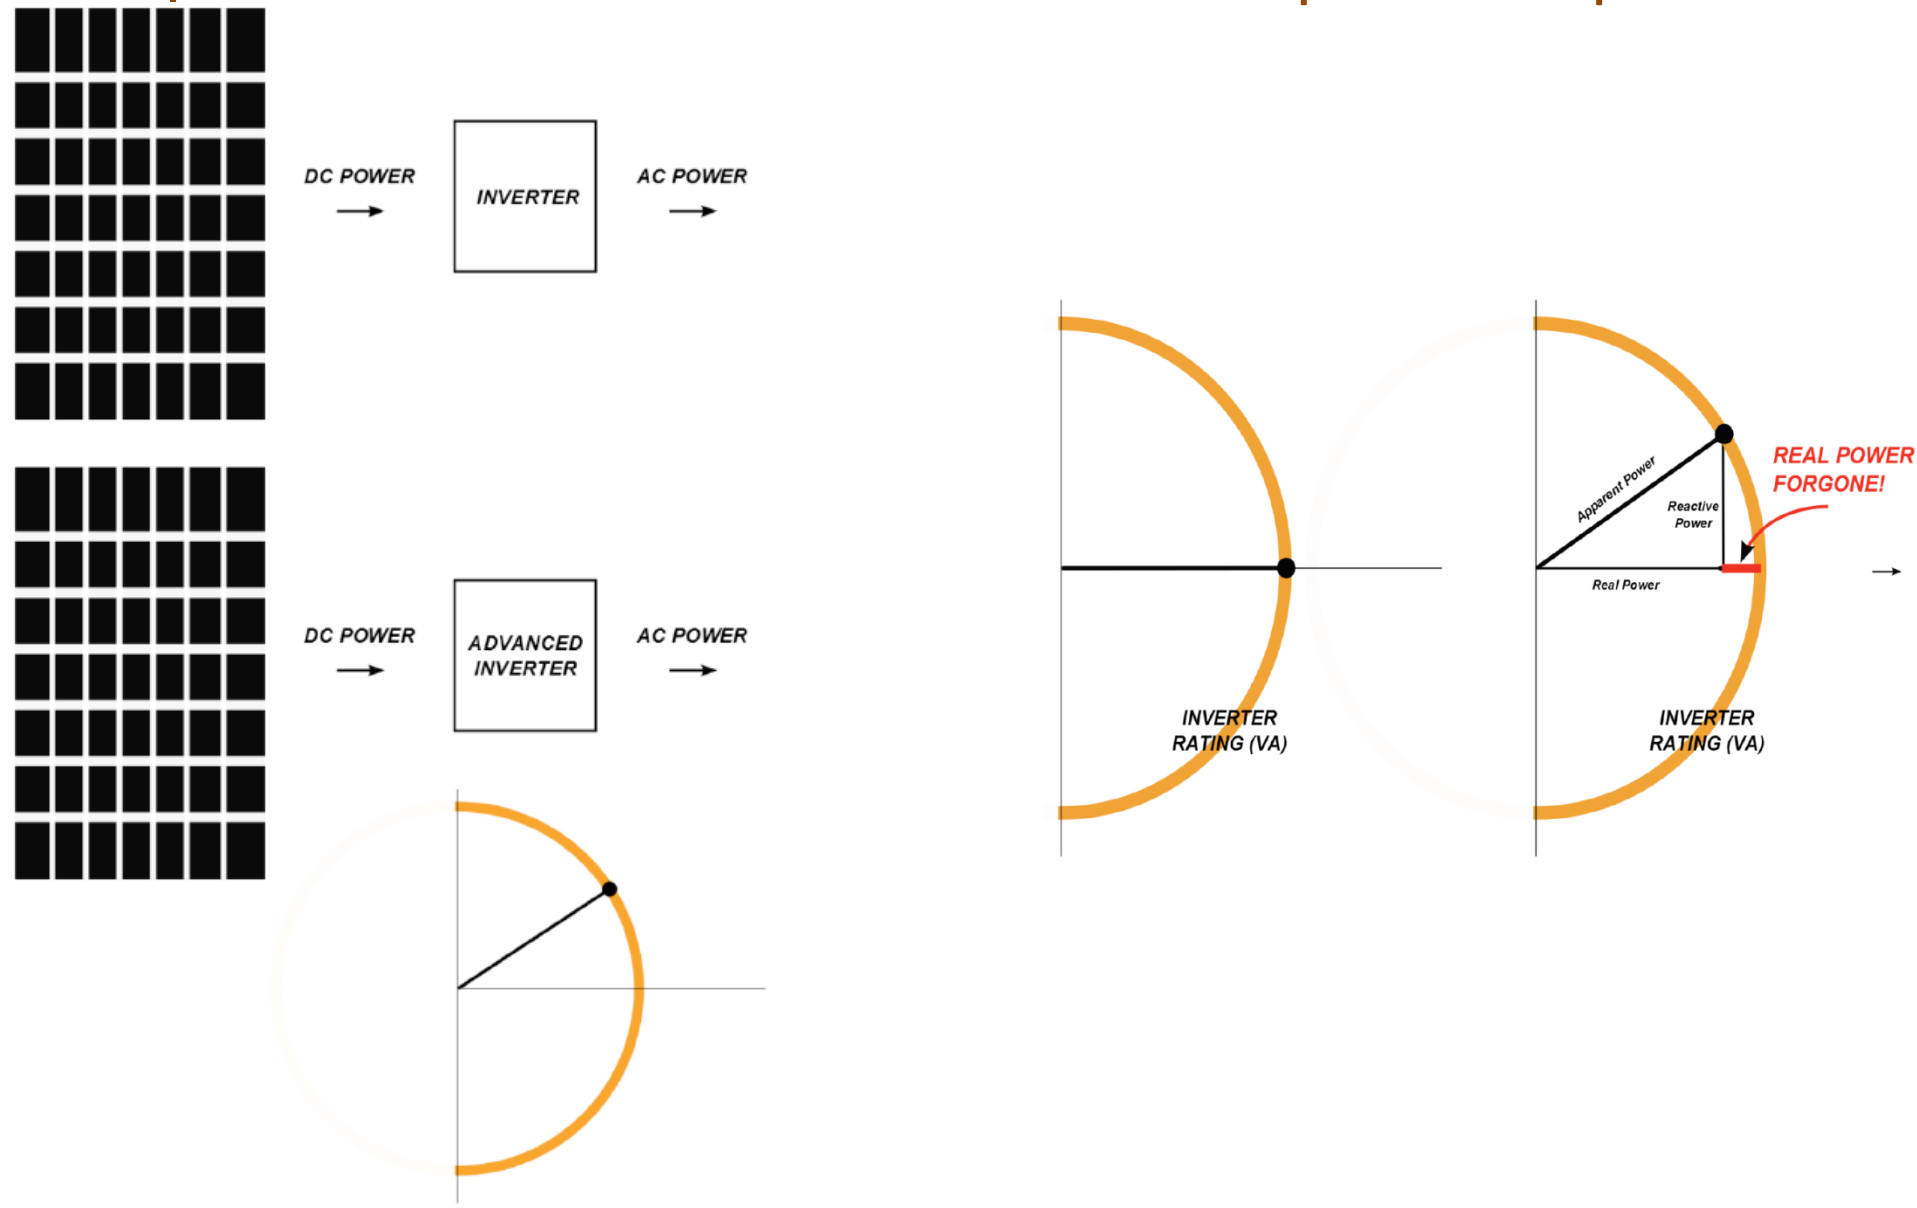 DC POWER
INVERTER
AC POWER
DC POWER
ADVANCED
INVERTER
AC POWER
INVERTER
RATING (VA)
Apparent Power
Reactive
Power
Real Power
REAL POWER
FORGONE!
INVERTER
RATING (VA)